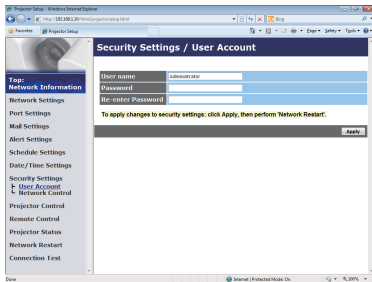 Projector Setup - Windows Internet Explorer
http://192.168.1.10/html/projectorsetup.html
Bing
Favorites
Projector Setup
Page
Safety
Tools
Security Settings / User Account
Top:
Network Information
Network Settings
Port Settings
Mail Settings
Alert Settings
Schedule Settings
Date/Time Settings
Security Settings
User Account
Network Control
Projector Control
Remote Control
Projector Status
Network Restart
Connection Test
User name
Administrator
Password
Re-enter Password
To apply changes to security settings: click Apply, then perform 'Network Restart'.
Apply
Done
Internet | Protected Mode: On
100%